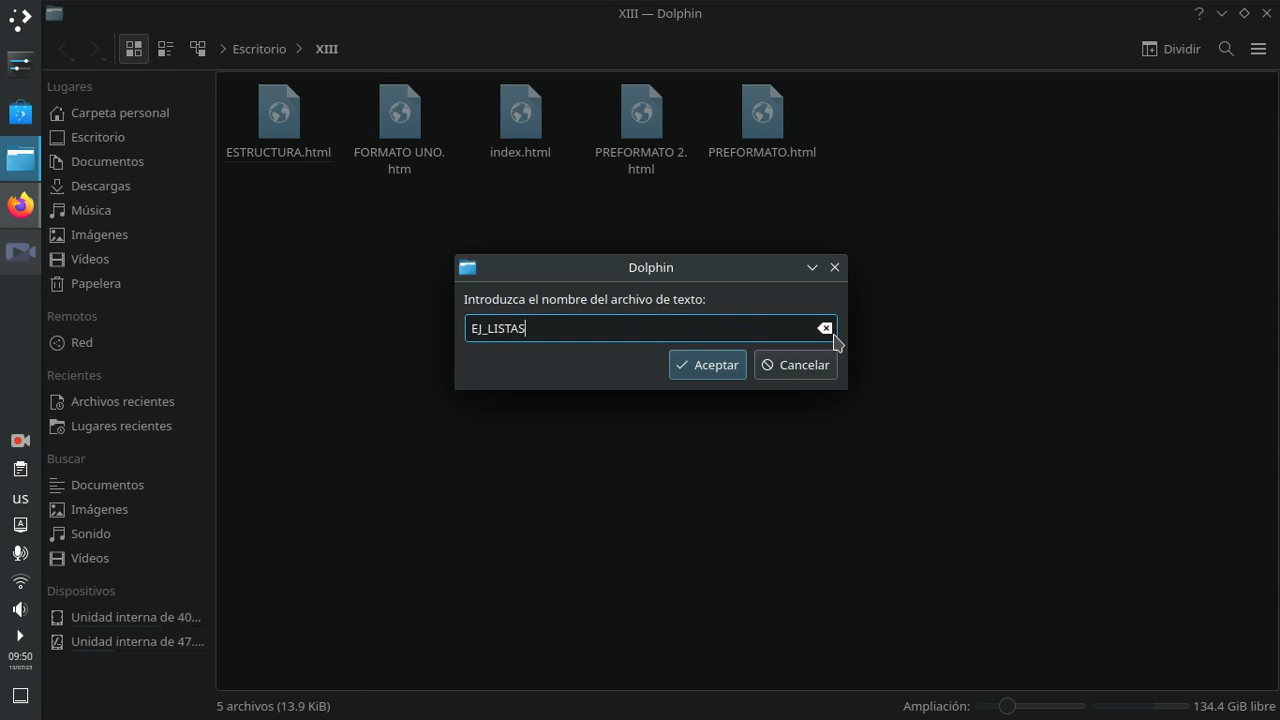 XIII — Dolphin
Escritorio
XIII
Dividir
Lugares
Carpeta personal
Escritorio
Documentos
Descargas
Música
Imágenes
Vídeos
Papelera
Remotos
Red
Recientes
Archivos recientes
Lugares recientes
Buscar
Documentos
Imágenes
Sonido
Vídeos
Dispositivos
Unidad interna de 40...
Unidad interna de 47....
ESTRUCTURA.html
FORMATO UNO.
htm
index.html
PREFORMATO 2.
html
PREFORMATO.html
Dolphin
Introduzca el nombre del archivo de texto:
EJ_LISTAS
Aceptar
Cancelar
us
A
09:50
13/07/23
5 archivos (13.9 KiB)
Ampliación:
134.4 GiB libre